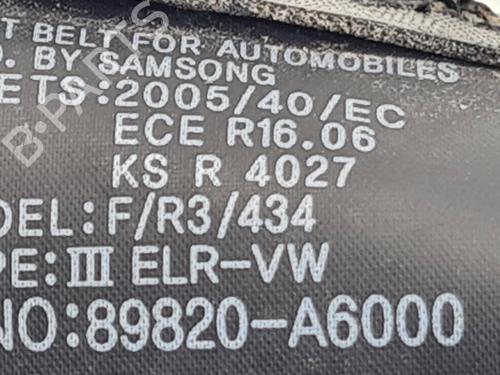 T BELT FOR AUTOMOBILES
D. BY SAMSONG
ETS:2005/40/EC
ECE R16.06
KS R 4027
DEL: F/R3/434
PE: III ELR-VW
NO:89820-A6000
B-PARTS